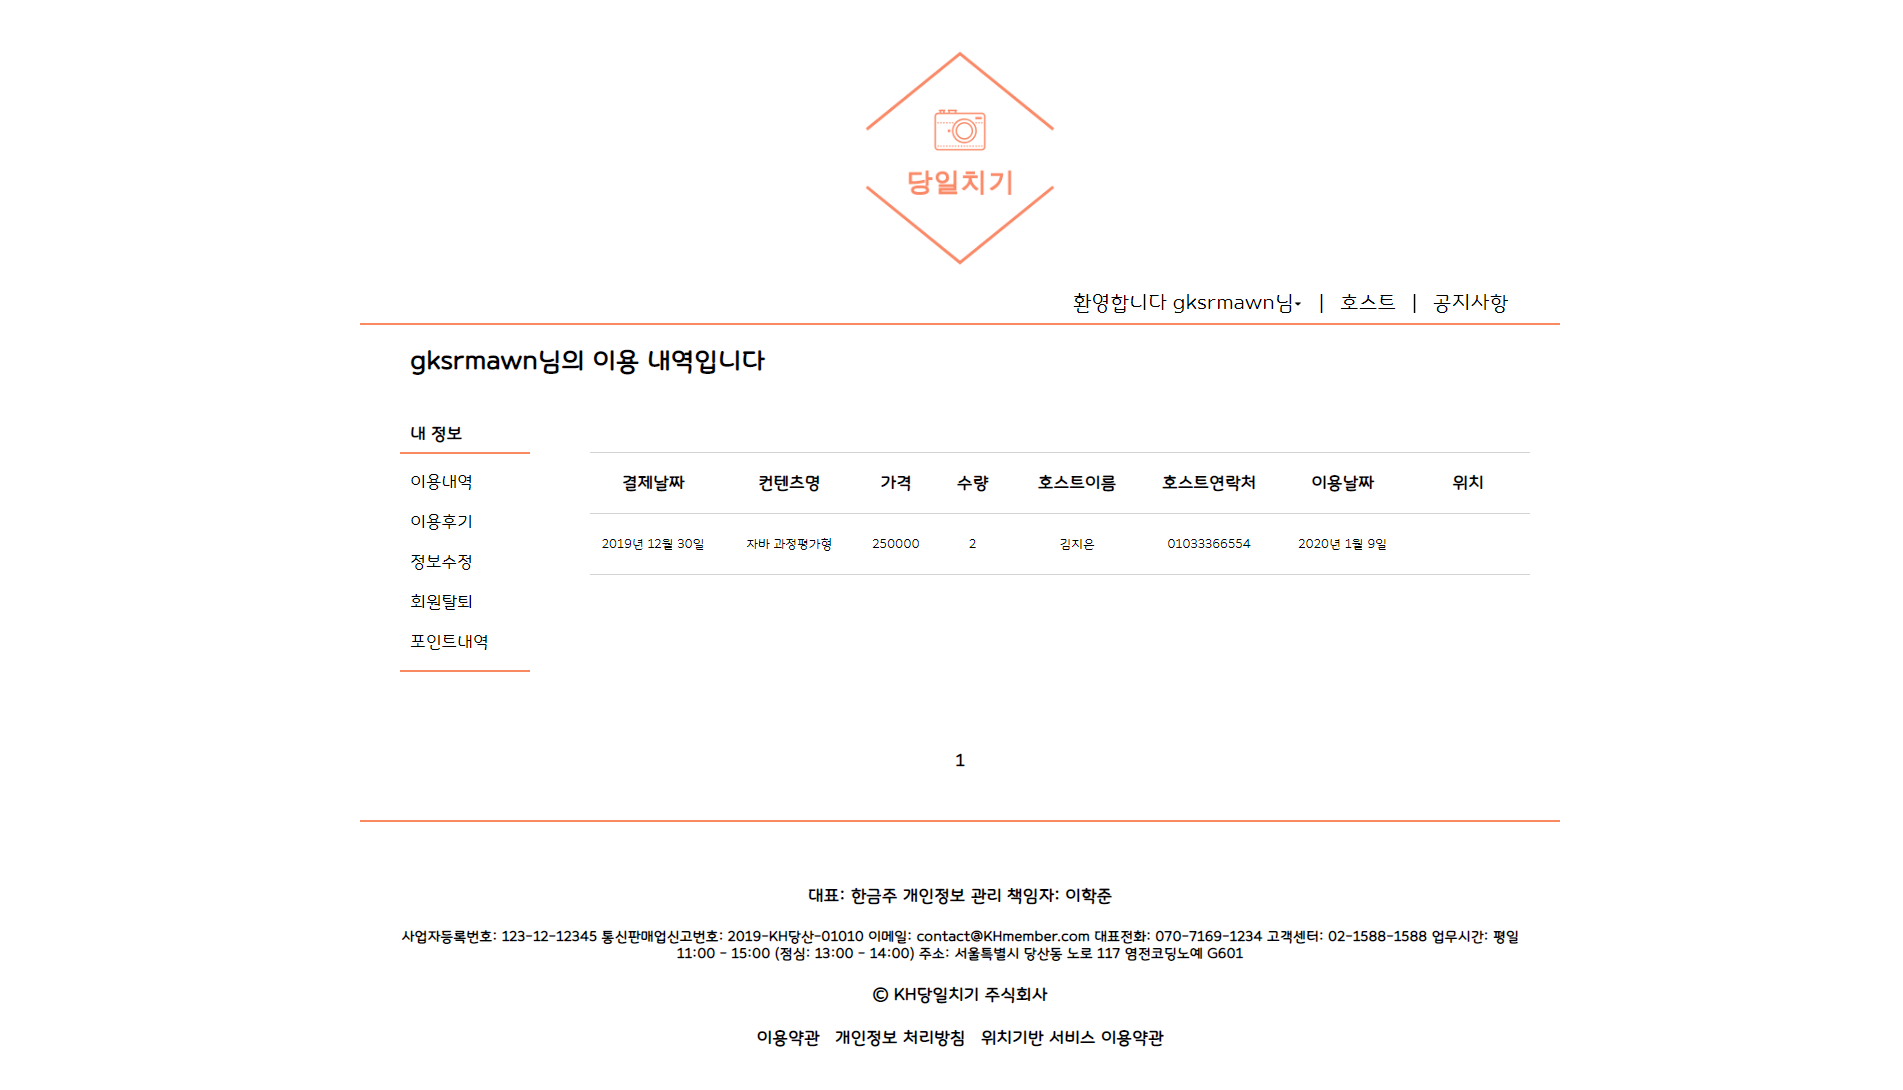 당일치기
환영합니다 gksrmawn님 | 호스트 | 공지사항
gksrmawn님의 이용 내역입니다
내 정보
이용내역
이용후기
정보수정
회원탈퇴
포인트내역
결제날짜 컨텐츠명 가격 수량 호스트이름 호스트연락처 이용날짜 위치
2019년 12월 30일 자바 과정평가형 250000 2 김지은 01033366554 2020년 1월 9일
1
대표: 한금주 개인정보 관리 책임자: 이학준
사업자등록번호: 123-12-12345 통신판매업신고번호: 2019-KH당산-01010 이메일: contact@KHmember.com 대표전화: 070-7169-1234 고객센터: 02-1588-1588 업무시간: 평일
11:00 - 15:00 (점심: 13:00 - 14:00) 주소: 서울특별시 당산동 노로 117 염전코딩노예 G601
© KH당일치기 주식회사
이용약관 개인정보 처리방침 위치기반 서비스 이용약관